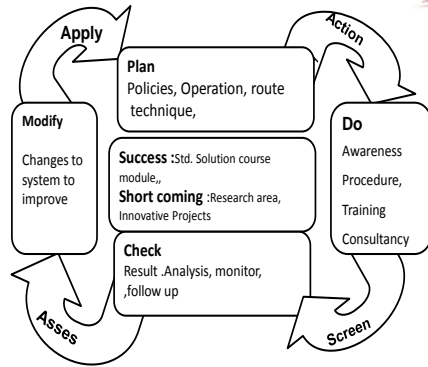 Apply
Action
Plan
Policies, Operation, route
technique,
Modify
Changes to
system to
improve
Success :Std. Solution course
module,,
Short coming :Research area,
Innovative Projects
Do
Awareness
Procedure,
Training
Consultancy
Check
Result .Analysis, monitor,
,follow up
Asses
Screen